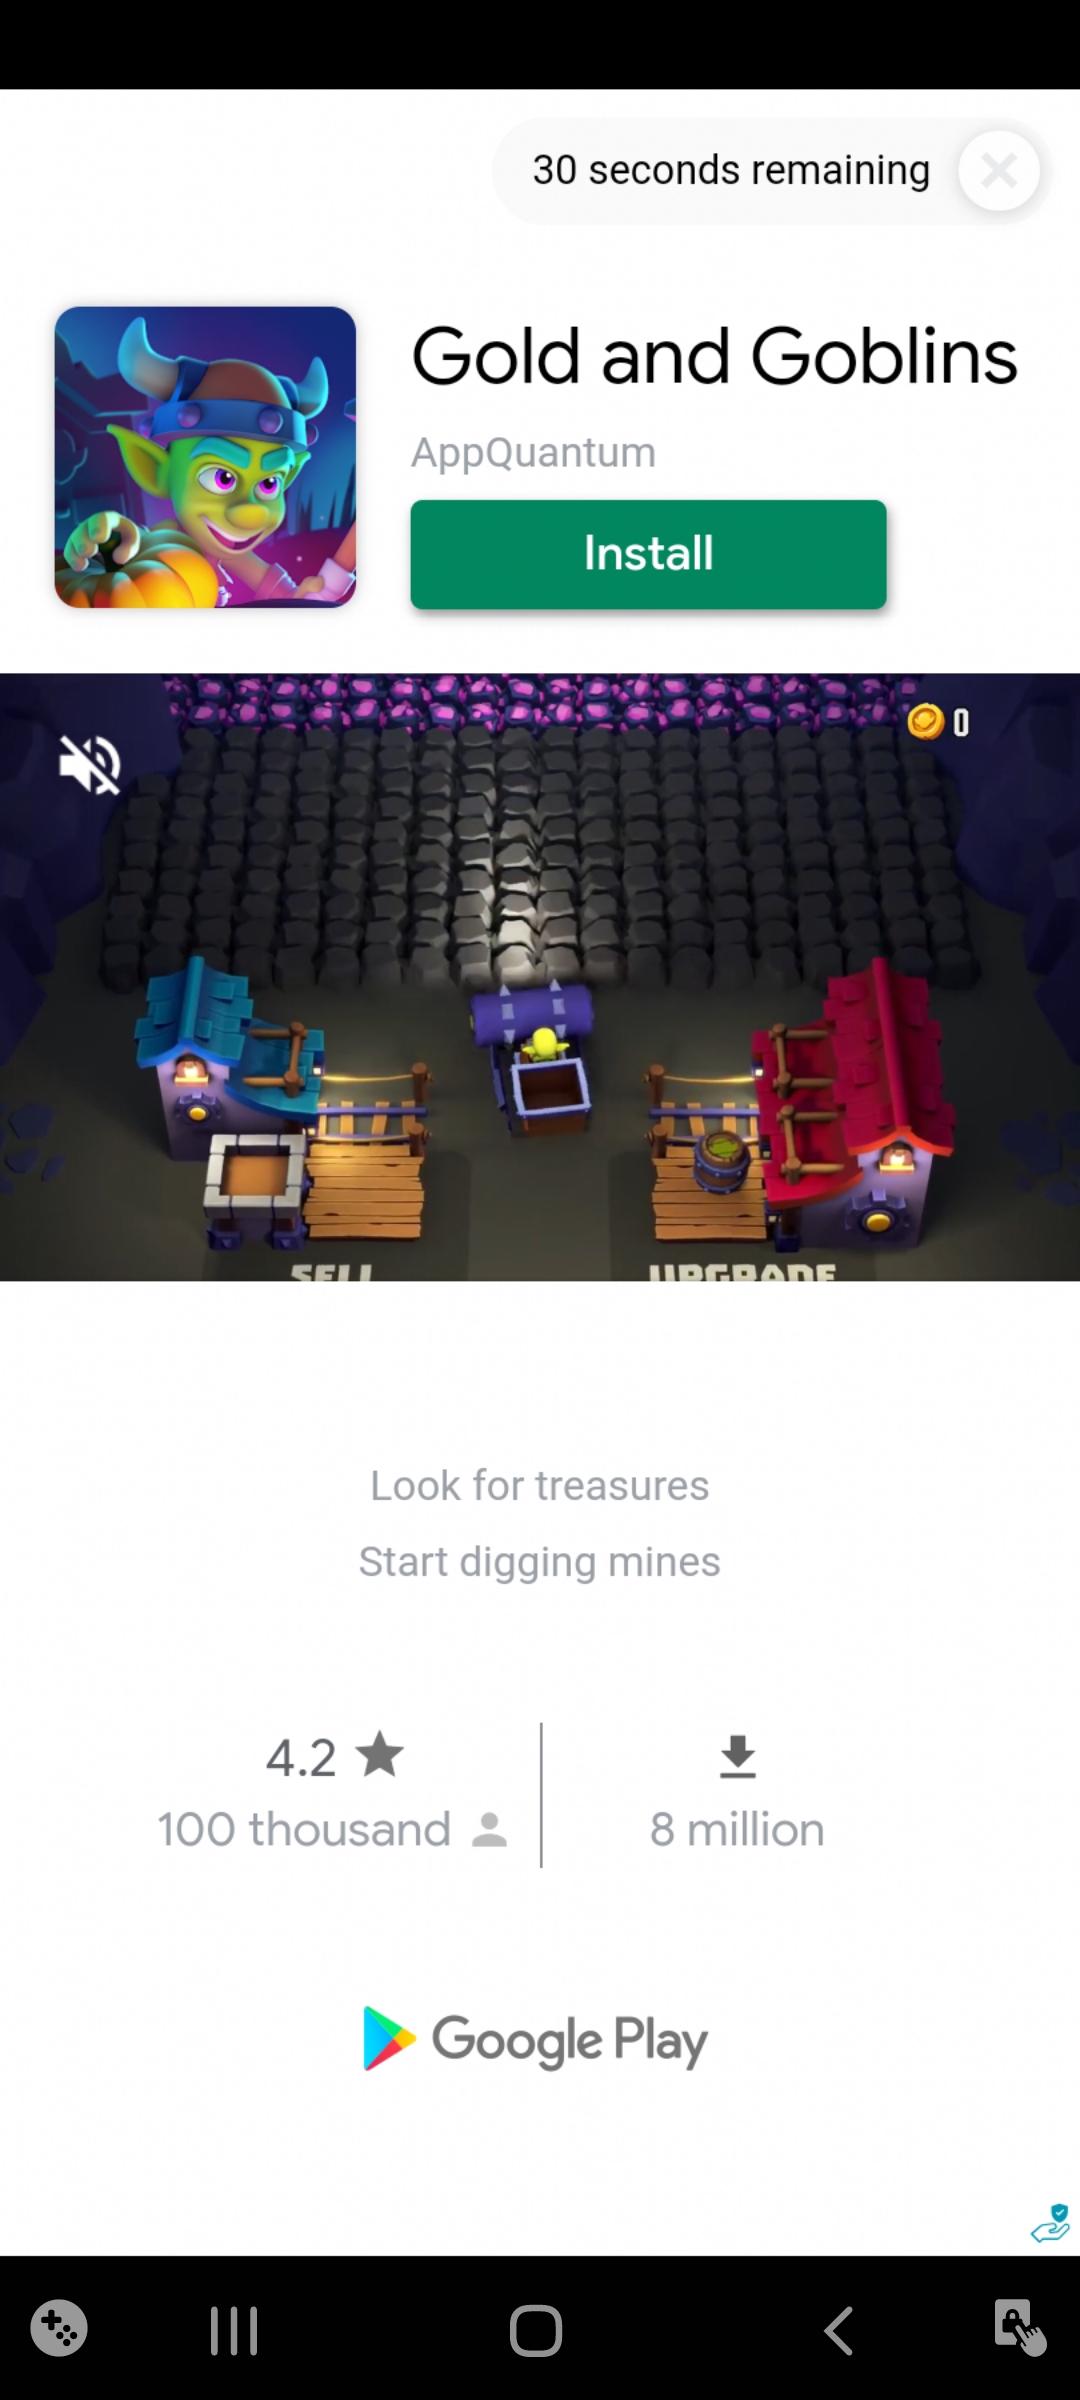 30 seconds remaining
Gold and Goblins
AppQuantum
Install
0
SELL
UPGRADE
Look for treasures
Start digging mines
4.2
100 thousand
8 million
Google Play